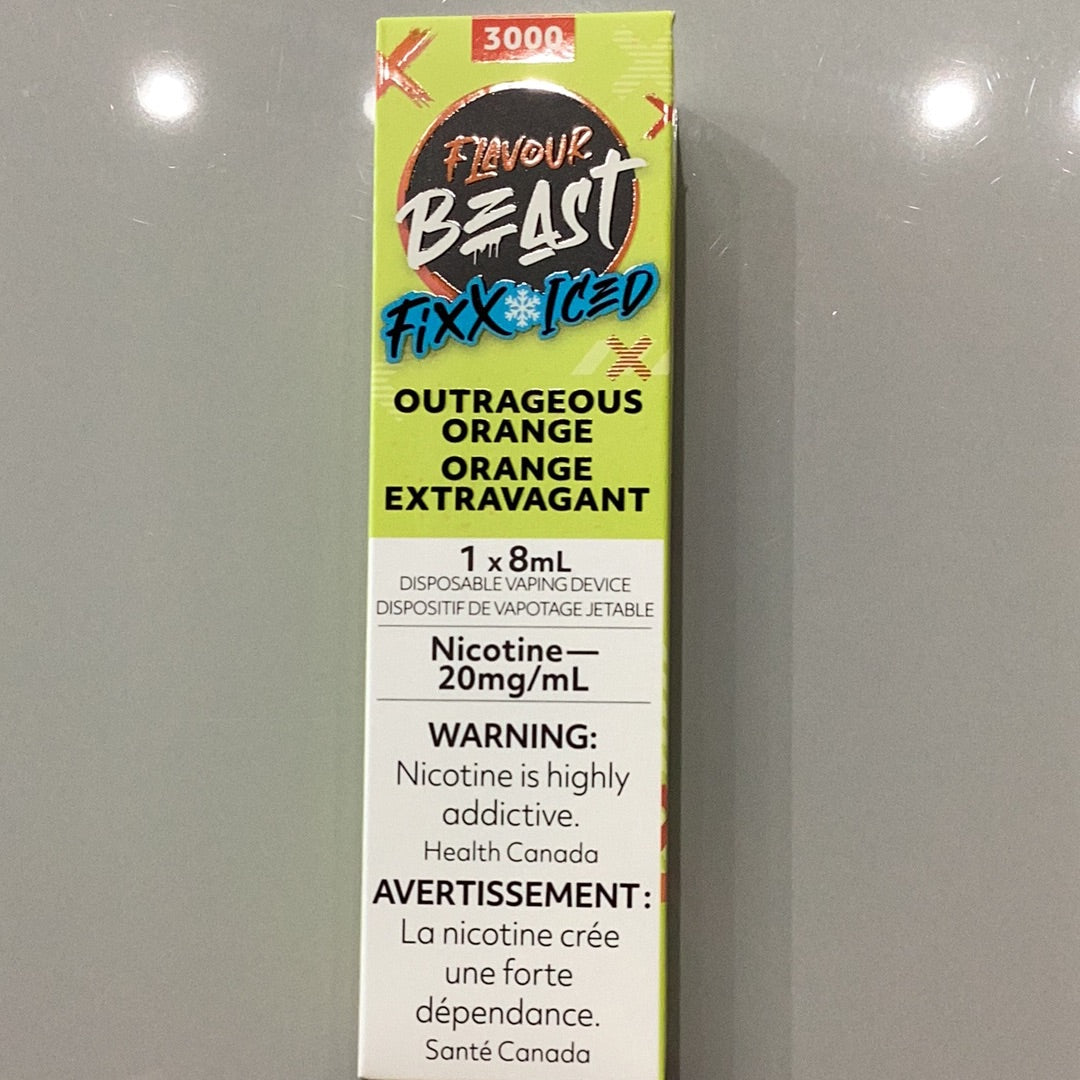 3000
FLAVOUR
BEAST
FiXX ICED
OUTRAGEOUS
ORANGE
ORANGE
EXTRAVAGANT
1 x 8mL
DISPOSABLE VAPING DEVICE
DISPOSITIF DE VAPOTAGE JETABLE
Nicotine—
20mg/mL
WARNING:
Nicotine is highly
addictive.
Health Canada
AVERTISSEMENT:
La nicotine crée
une forte
dépendance.
Santé Canada